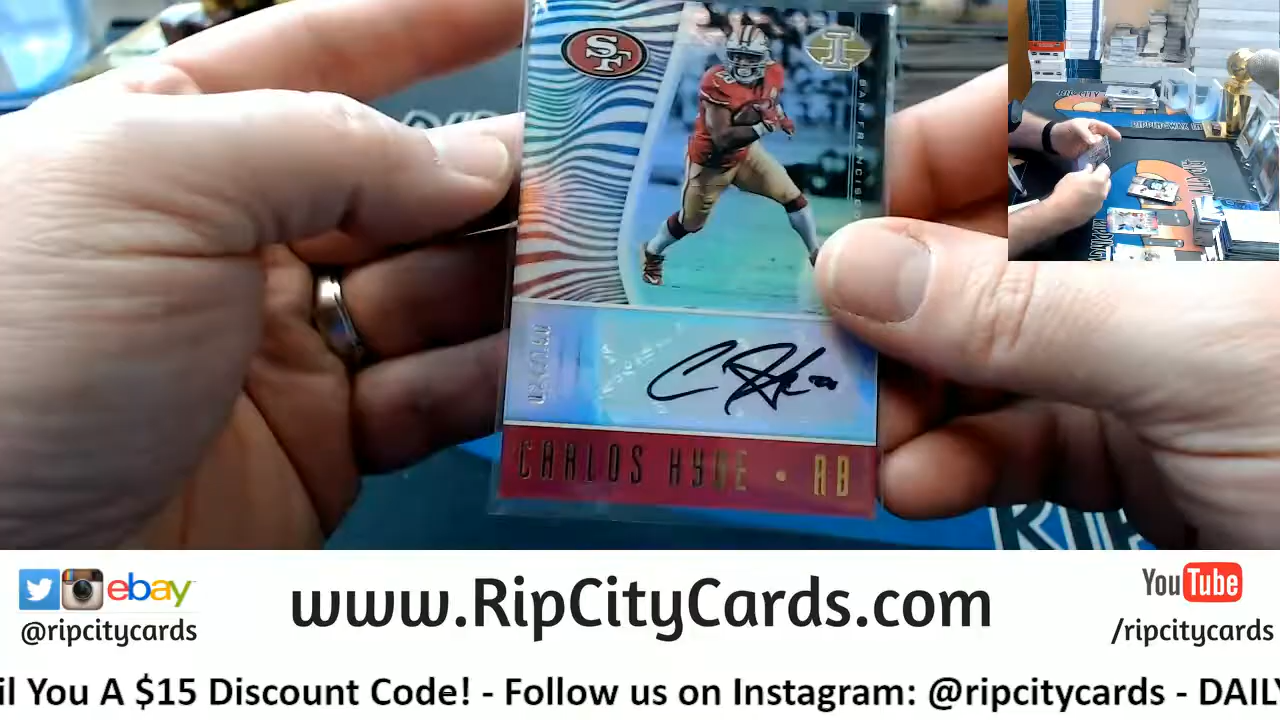 SF
I
SAN FRANCISCO
CARLOS HYDE • RB
ebay
@ripcitycards
www.RipCityCards.com
YouTube
/ripcitycards
il You A $15 Discount Code! - Follow us on Instagram: @ripcitycards - DAILY